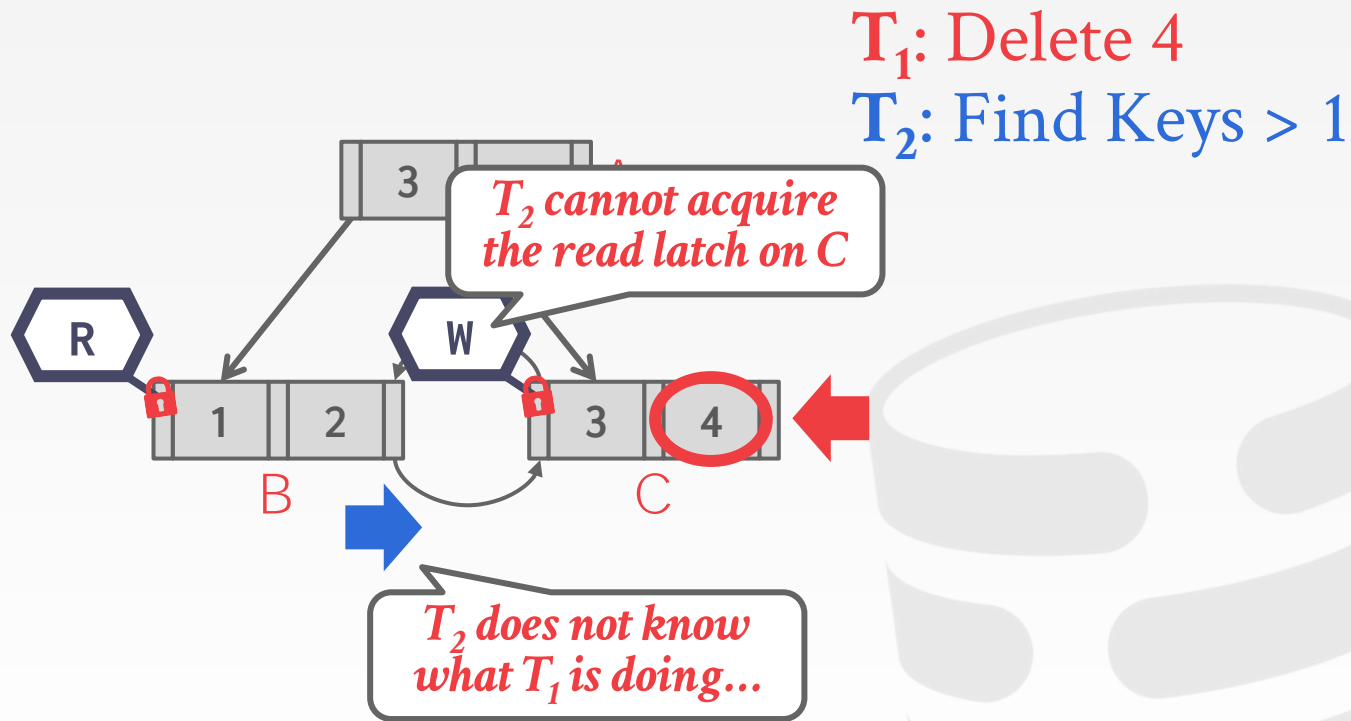 T₁: Delete 4
T₂: Find Keys > 1
3
A
T₂ cannot acquire
the read latch on C
R
W
1
2
3
4
B
C
T₂ does not know
what T₁ is doing...